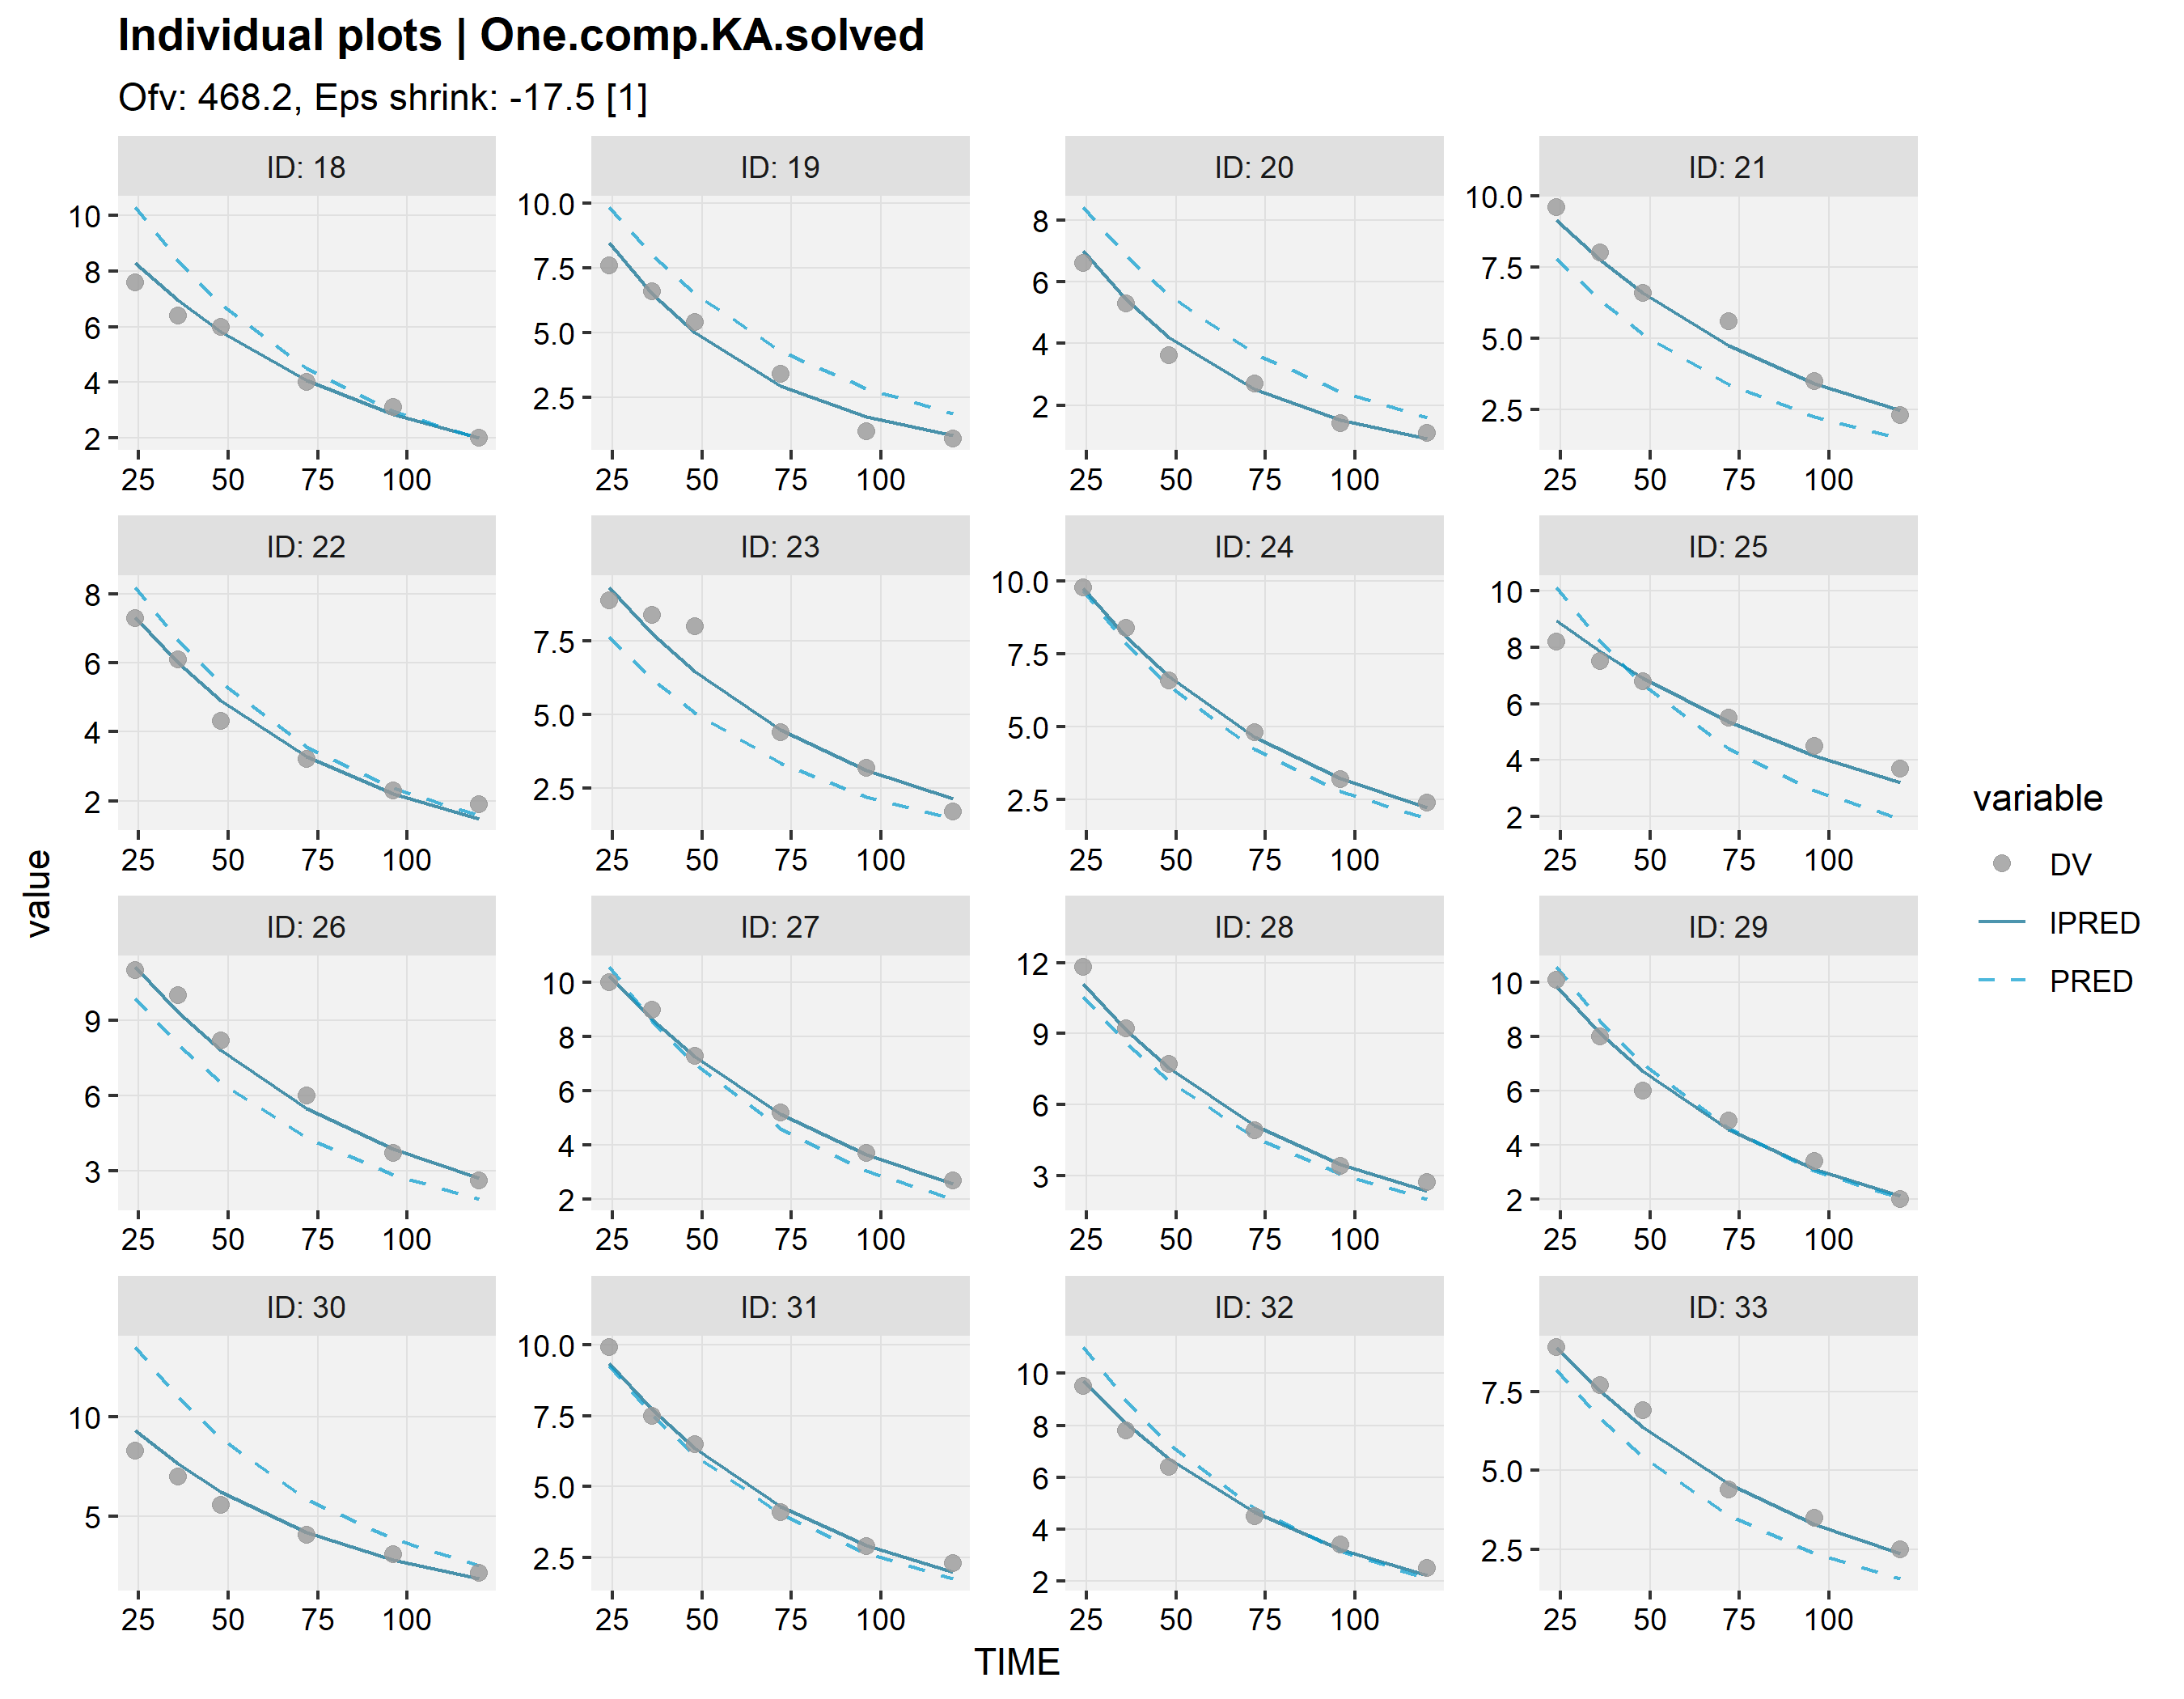 Individual plots | One.comp.KA.solved
Ofv: 468.2, Eps shrink: -17.5 [1]
ID: 18
ID: 19
ID: 20
ID: 21
10
8
6
4
2
10.0
7.5
5.0
2.5
8
6
4
2
10.0
7.5
5.0
2.5
25 50 75 100
25 50 75 100
25 50 75 100
25 50 75 100
ID: 22
ID: 23
ID: 24
ID: 25
8
6
4
2
7.5
5.0
2.5
10.0
7.5
5.0
2.5
10
8
6
4
2
25 50 75 100
25 50 75 100
25 50 75 100
25 50 75 100
ID: 26
ID: 27
ID: 28
ID: 29
9
6
3
10
8
6
4
2
12
9
6
3
10
8
6
4
2
25 50 75 100
25 50 75 100
25 50 75 100
25 50 75 100
ID: 30
ID: 31
ID: 32
ID: 33
10
5
10.0
7.5
5.0
2.5
10
8
6
4
2
7.5
5.0
2.5
25 50 75 100
25 50 75 100
25 50 75 100
25 50 75 100
value
TIME
variable
DV
IPRED
PRED